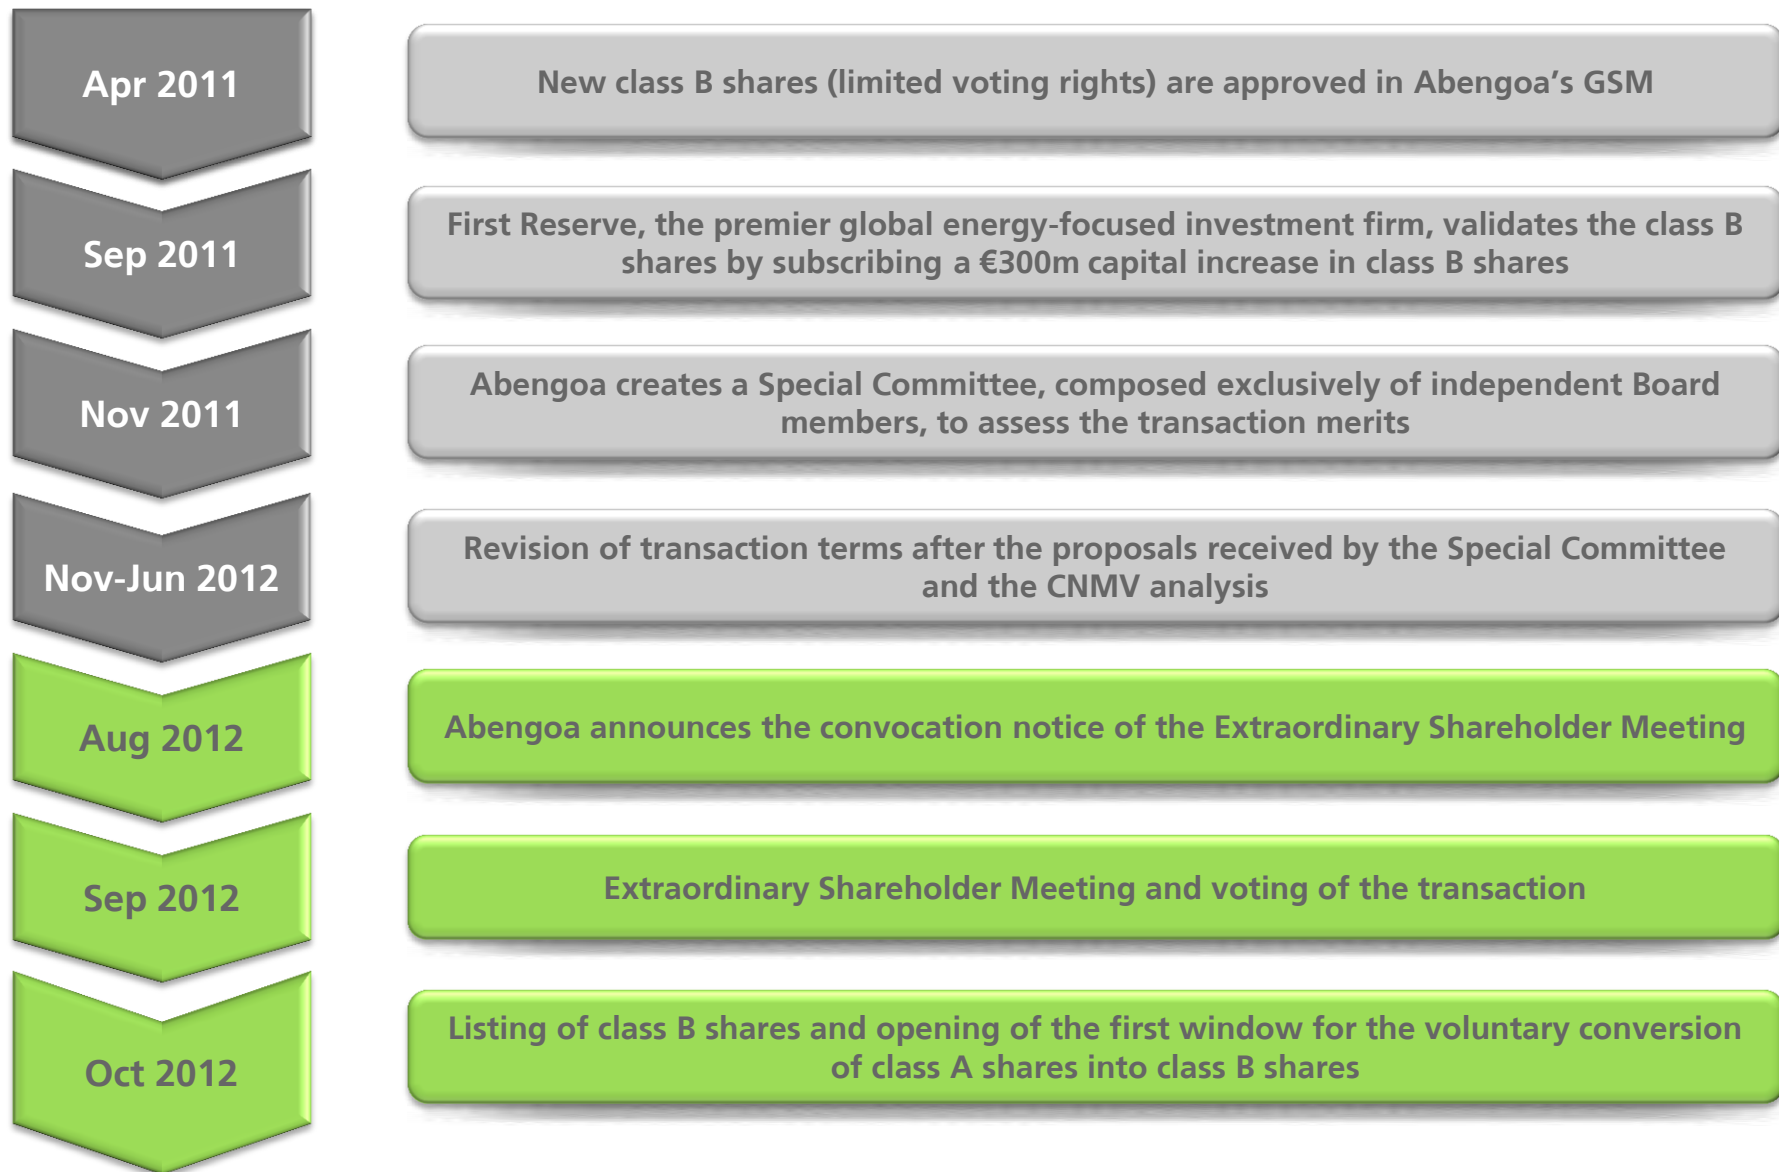 Apr 2011
New class B shares (limited voting rights) are approved in Abengoa’s GSM
Sep 2011
First Reserve, the premier global energy-focused investment firm, validates the class B
shares by subscribing a €300m capital increase in class B shares
Nov 2011
Abengoa creates a Special Committee, composed exclusively of independent Board
members, to assess the transaction merits
Nov-Jun 2012
Revision of transaction terms after the proposals received by the Special Committee
and the CNMV analysis
Aug 2012
Abengoa announces the convocation notice of the Extraordinary Shareholder Meeting
Sep 2012
Extraordinary Shareholder Meeting and voting of the transaction
Oct 2012
Listing of class B shares and opening of the first window for the voluntary conversion
of class A shares into class B shares